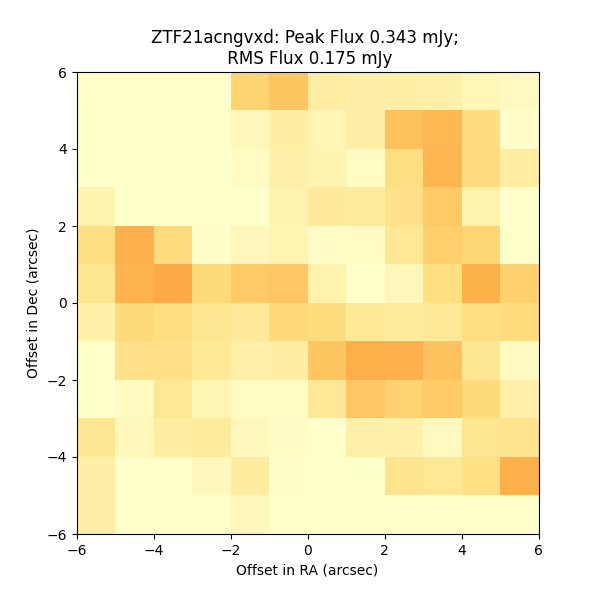 ZTF21acngvxd: Peak Flux 0.343 mJy;
RMS Flux 0.175 mJy
6
4
2
0
−2
−4
−6
Offset in Dec (arcsec)
−6 −4 −2 0 2 4 6
Offset in RA (arcsec)